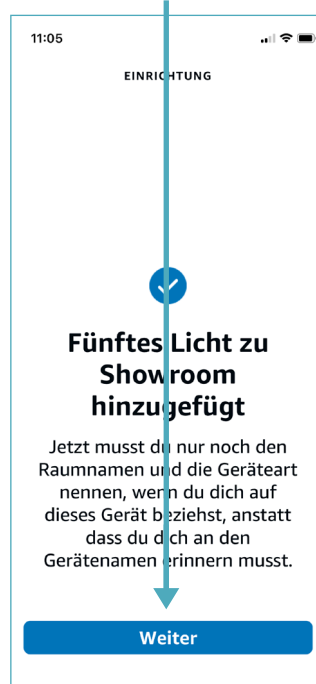 11:05
EINRICHTUNG
Fünftes Licht zu
Showroom
hinzugefügt
Jetzt musst du nur noch den
Raumnamen und die Geräteart
nennen, wenn du dich auf
dieses Gerät beziehst, anstatt
dass du dich an den
Gerätenamen erinnern musst.
Weiter